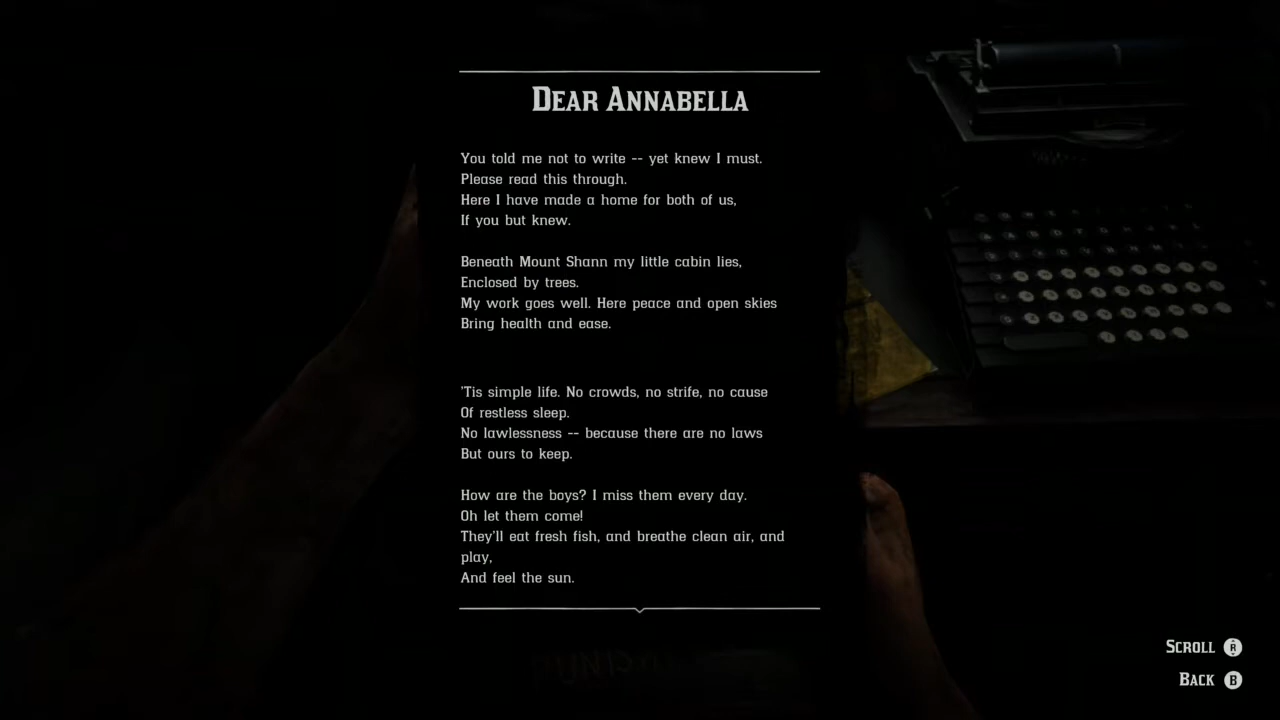 DEAR ANNABELLA
You told me not to write -- yet knew I must.
Please read this through.
Here I have made a home for both of us,
If you but knew.
Beneath Mount Shann my little cabin lies,
Enclosed by trees.
My work goes well. Here peace and open skies
Bring health and ease.
'Tis simple life. No crowds, no strife, no cause
Of restless sleep.
No lawlessness -- because there are no laws
But ours to keep.
How are the boys? I miss them every day.
Oh let them come!
They'll eat fresh fish, and breathe clean air, and
play,
And feel the sun.
SCROLL R
BACK B